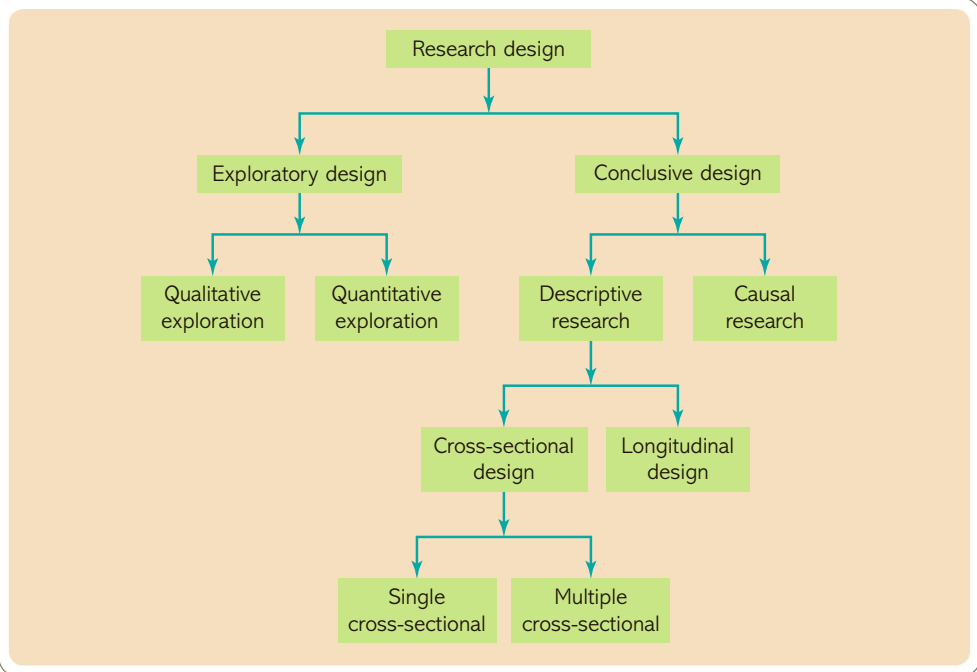 Research design
Exploratory design
Conclusive design
Qualitative
exploration
Quantitative
exploration
Descriptive
research
Causal
research
Cross-sectional
design
Longitudinal
design
Single
cross-sectional
Multiple
cross-sectional